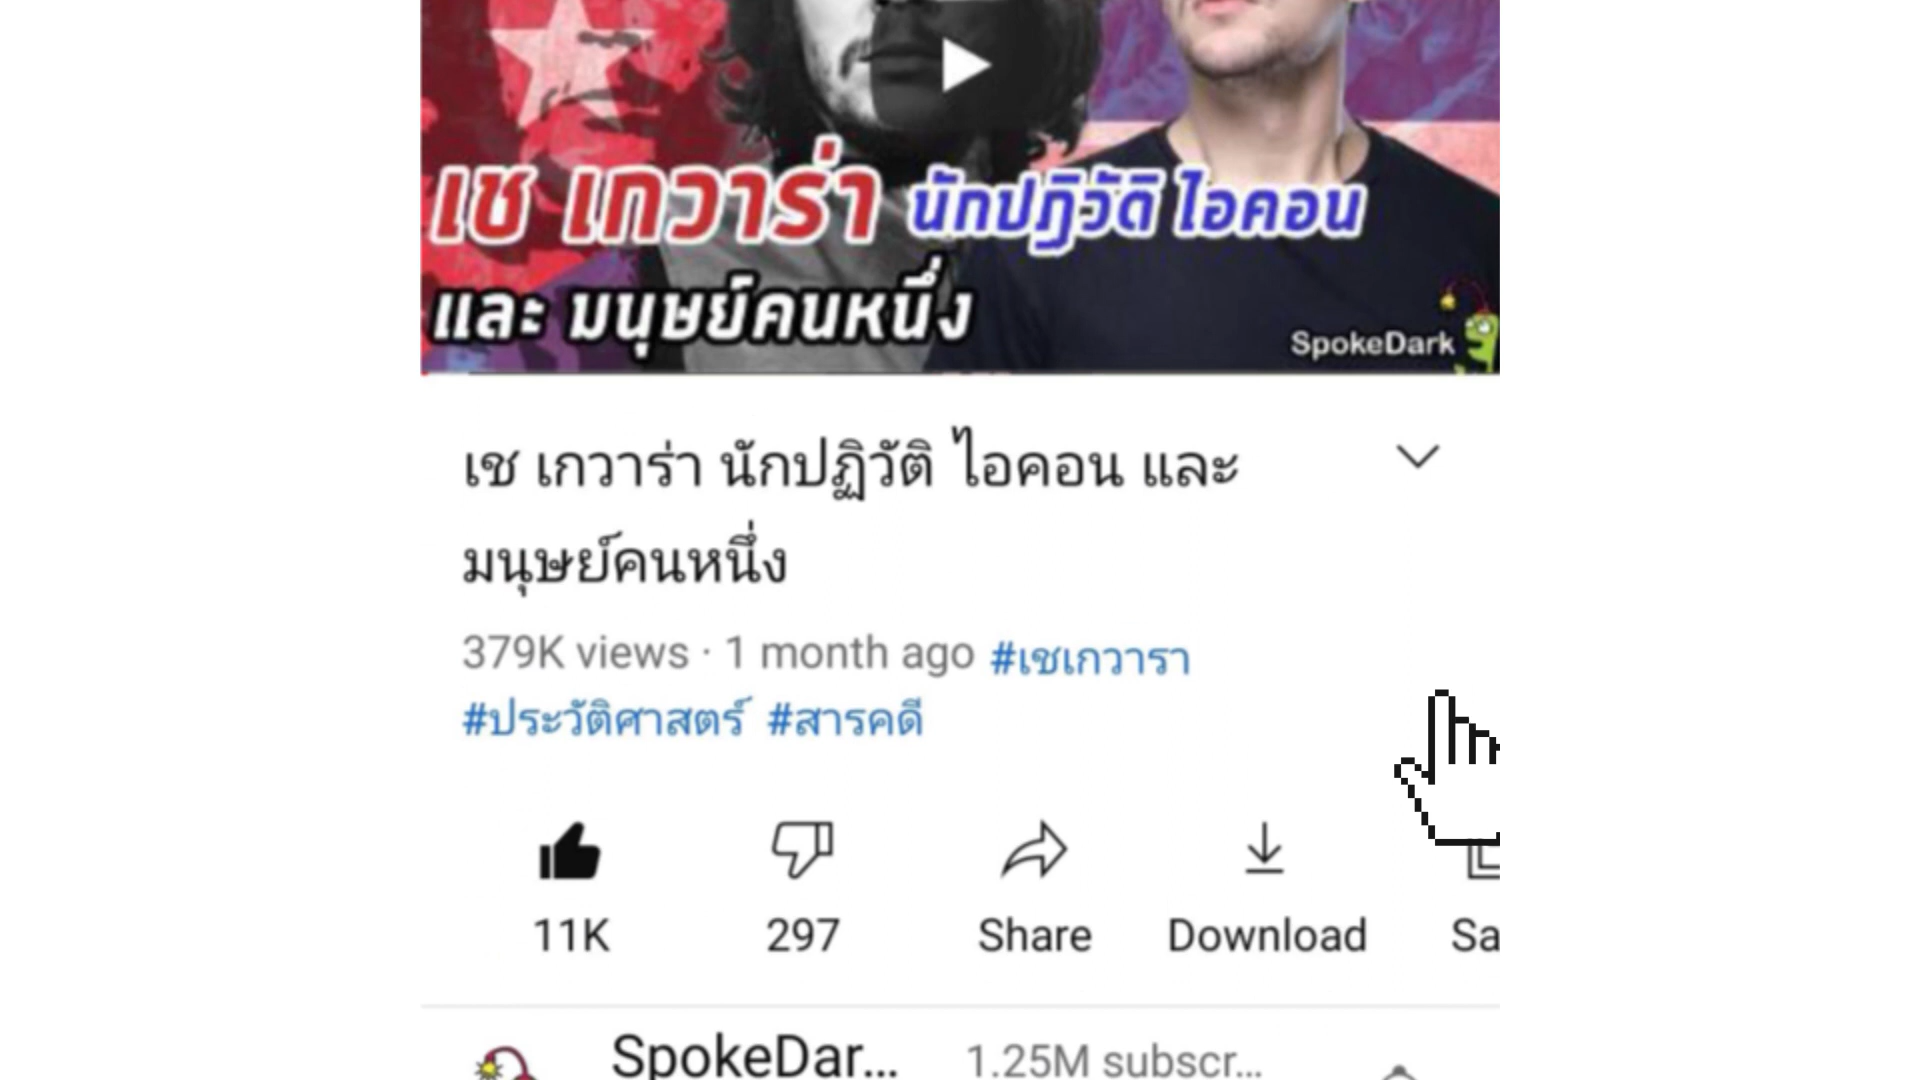 เช เกวาร่า นักปฏิวัติ ไอคอน
และ มนุษย์คนหนึ่ง
SpokeDark
เช เกวาร่า นักปฏิวัติ ไอคอน และ
มนุษย์คนหนึ่ง
379K views · 1 month ago #เชเกวารา
#ประวัติศาสตร์ #สารคดี
11K 297 Share Download Sa
SpokeDar... 1.25M subscr...